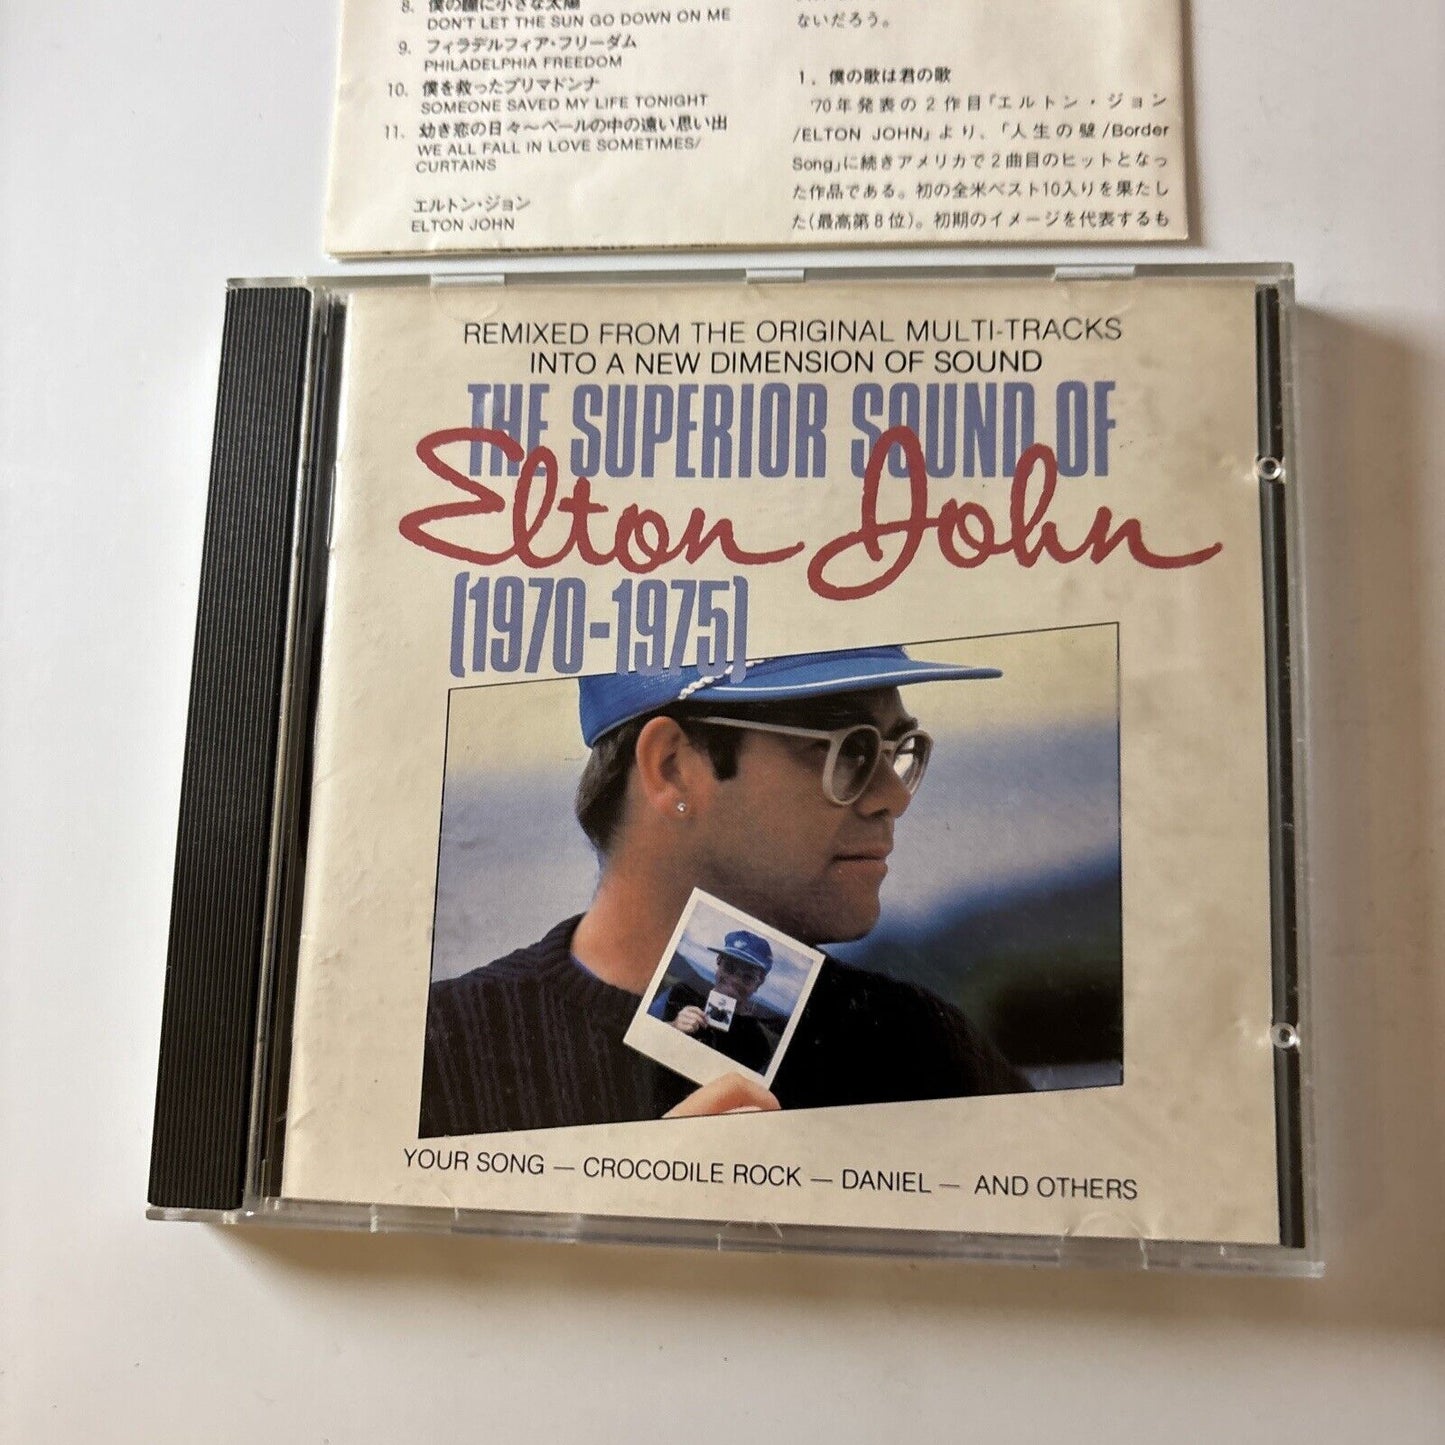 8. 僕の瞳に小さな太陽
DON'T LET THE SUN GO DOWN ON ME
9. フィラデルフィア・フリーダム
PHILADELPHIA FREEDOM
10. 僕を救ったプリマドンナ
SOMEONE SAVED MY LIFE TONIGHT
11. 幼き恋の日々〜ベールの中の遠い思い出
WE ALL FALL IN LOVE SOMETIMES/
CURTAINS
エルトン・ジョン
ELTON JOHN
ないだろう。
1. 僕の歌は君の歌
'70年発表の2作目『エルトン・ジョン
/ELTON JOHN』より、「人生の壁/Border
Song」に続きアメリカで2曲目のヒットとなっ
た作品である。初の全米ベスト10入りを果たし
た(最高第8位)。初期のイメージを代表するも
REMIXED FROM THE ORIGINAL MULTI-TRACKS
INTO A NEW DIMENSION OF SOUND
THE SUPERIOR SOUND OF
Elton John
(1970-1975)
YOUR SONG — CROCODILE ROCK — DANIEL — AND OTHERS